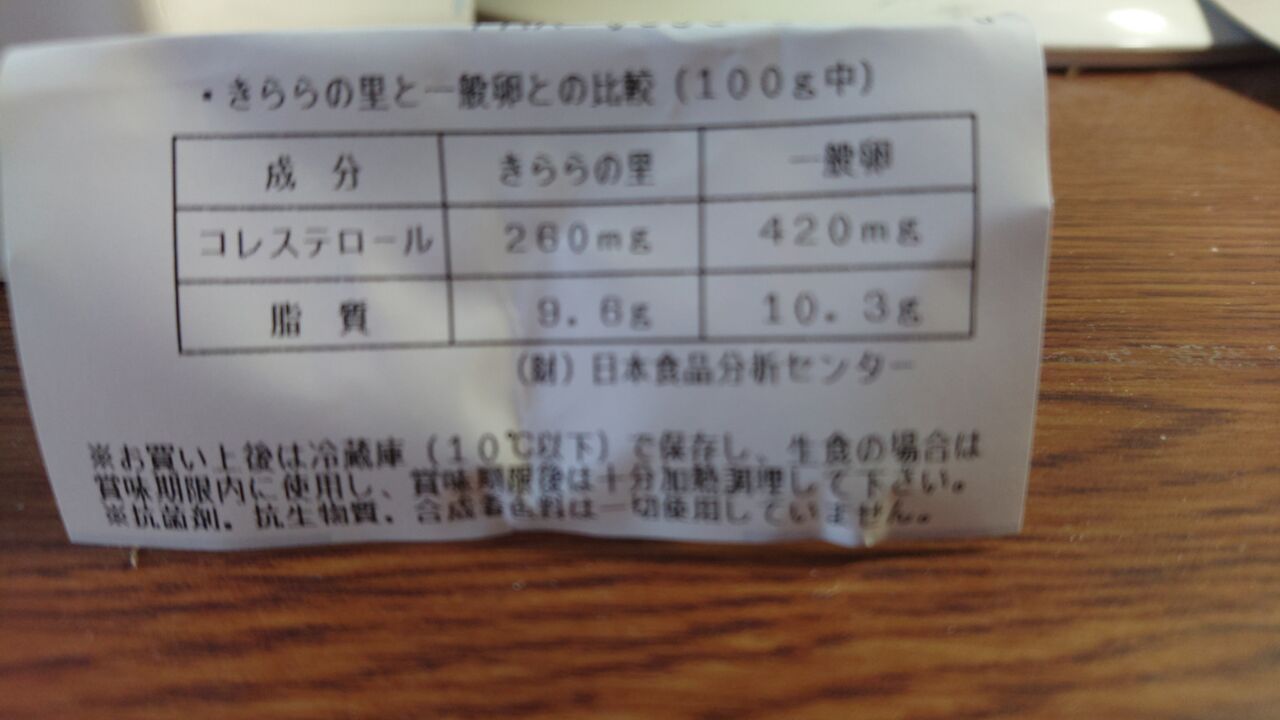 ・きららの里と一般卵との比較（１００ｇ中）
成 分 きららの里 一般卵
コレステロール ２６０ｍｇ ４２０ｍｇ
脂 質 ９．６ｇ １０．３ｇ
（財）日本食品分析センター
※お買い上後は冷蔵庫（１０℃以下）で保存し、生食の場合は
賞味期限内に使用し、賞味期限後は十分加熱調理して下さい。
※抗菌剤．抗生物質．合成着色料は一切使用していません。